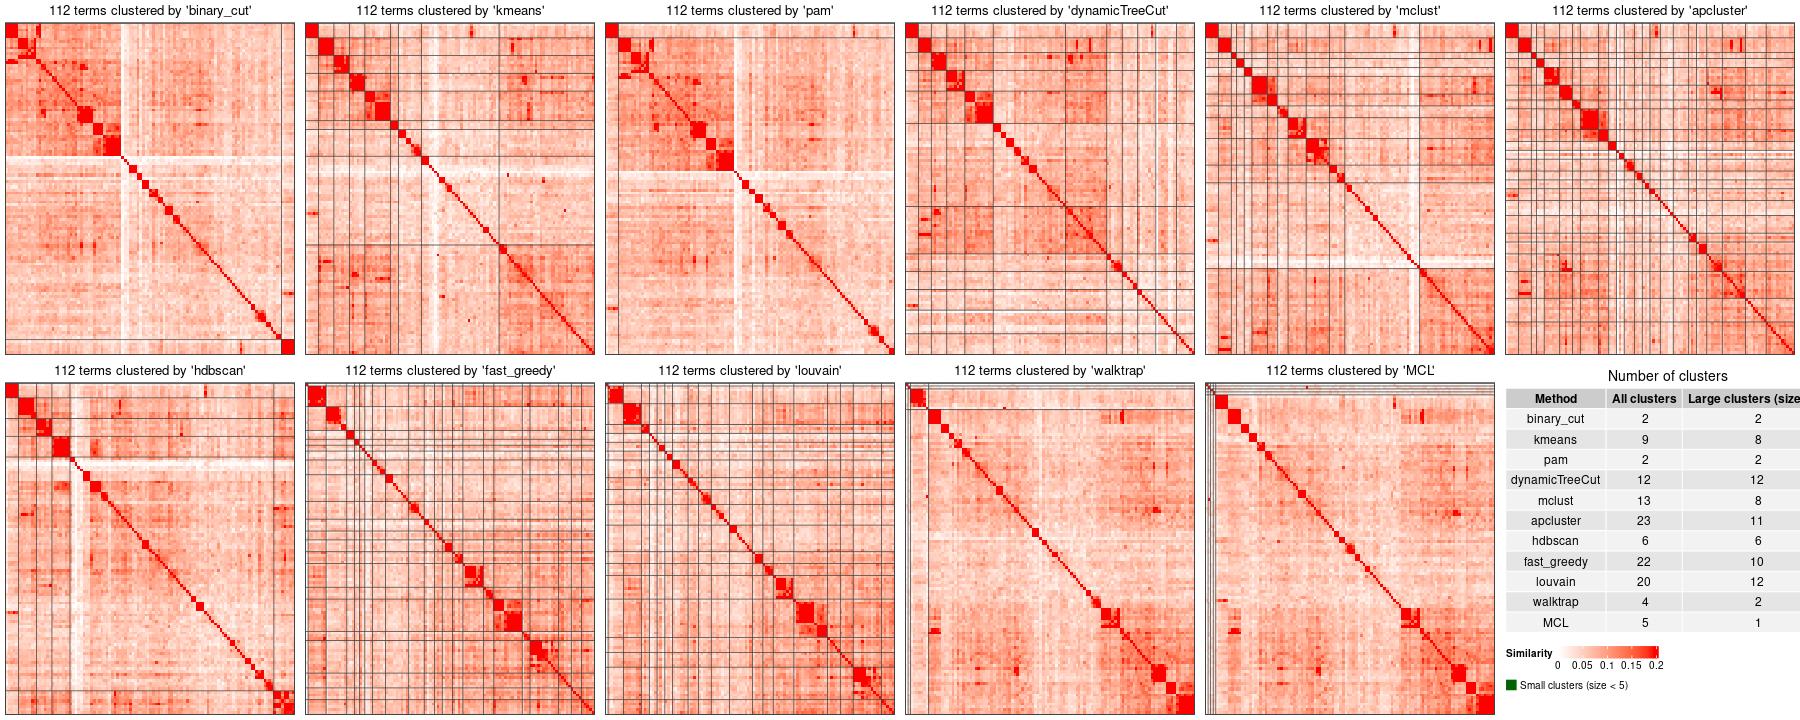 112 terms clustered by 'binary_cut'
112 terms clustered by 'kmeans'
112 terms clustered by 'pam'
112 terms clustered by 'dynamicTreeCut'
112 terms clustered by 'mclust'
112 terms clustered by 'apcluster'
112 terms clustered by 'hdbscan'
112 terms clustered by 'fast_greedy'
112 terms clustered by 'louvain'
112 terms clustered by 'walktrap'
112 terms clustered by 'MCL'
Number of clusters
Method All clusters Large clusters (size
binary_cut 2 2
kmeans 9 8
pam 2 2
dynamicTreeCut 12 12
mclust 13 8
apcluster 23 11
hdbscan 6 6
fast_greedy 22 10
louvain 20 12
walktrap 4 2
MCL 5 1
Similarity
0 0.05 0.1 0.15 0.2
Small clusters (size < 5)